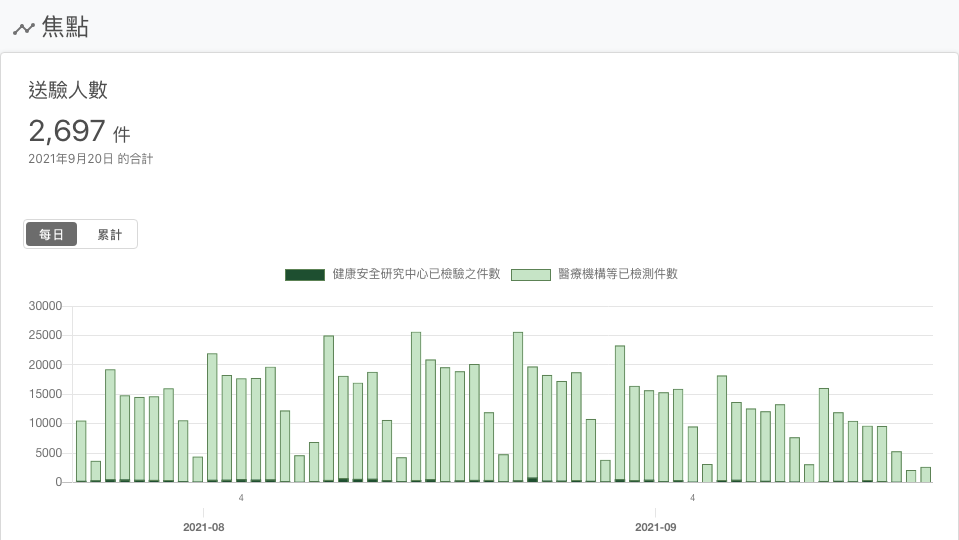 焦點
送驗人數
2,697 件
2021年9月20日 的合計
每日 累計
健康安全研究中心已檢驗之件數 醫療機構等已檢測件數
30000
25000
20000
15000
10000
5000
0
4 4
2021-08 2021-09